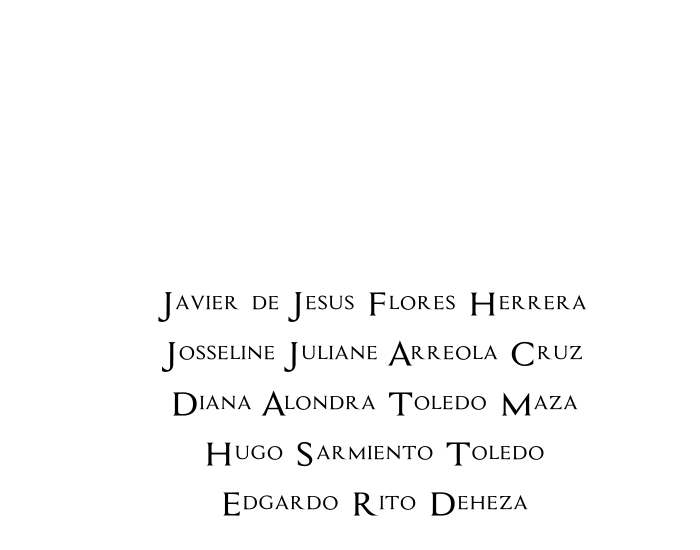 Javier de Jesus Flores Herrera
Josseline Juliane Arreola Cruz
Diana Alondra Toledo Maza
Hugo Sarmiento Toledo
Edgardo Rito Deheza